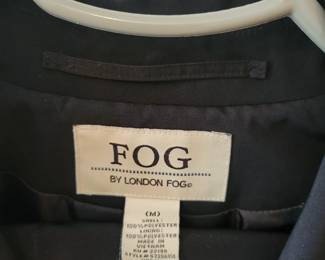 FOG
BY LONDON FOG®
(M)
SHELL:
100% POLYESTER
LINING:
100% POLYESTER
MADE IN
VIETNAM